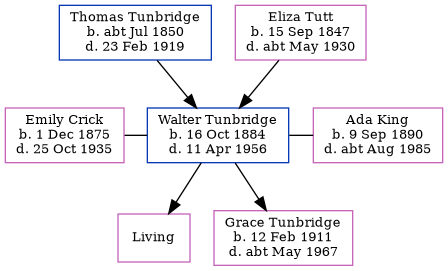 Thomas Tunbridge
b. abt Jul 1850
d. 23 Feb 1919
Eliza Tutt
b. 15 Sep 1847
d. abt May 1930
Emily Crick
b. 1 Dec 1875
d. 25 Oct 1935
Walter Tunbridge
b. 16 Oct 1884
d. 11 Apr 1956
Ada King
b. 9 Sep 1890
d. abt Aug 1985
Living
Grace Tunbridge
b. 12 Feb 1911
d. abt May 1967